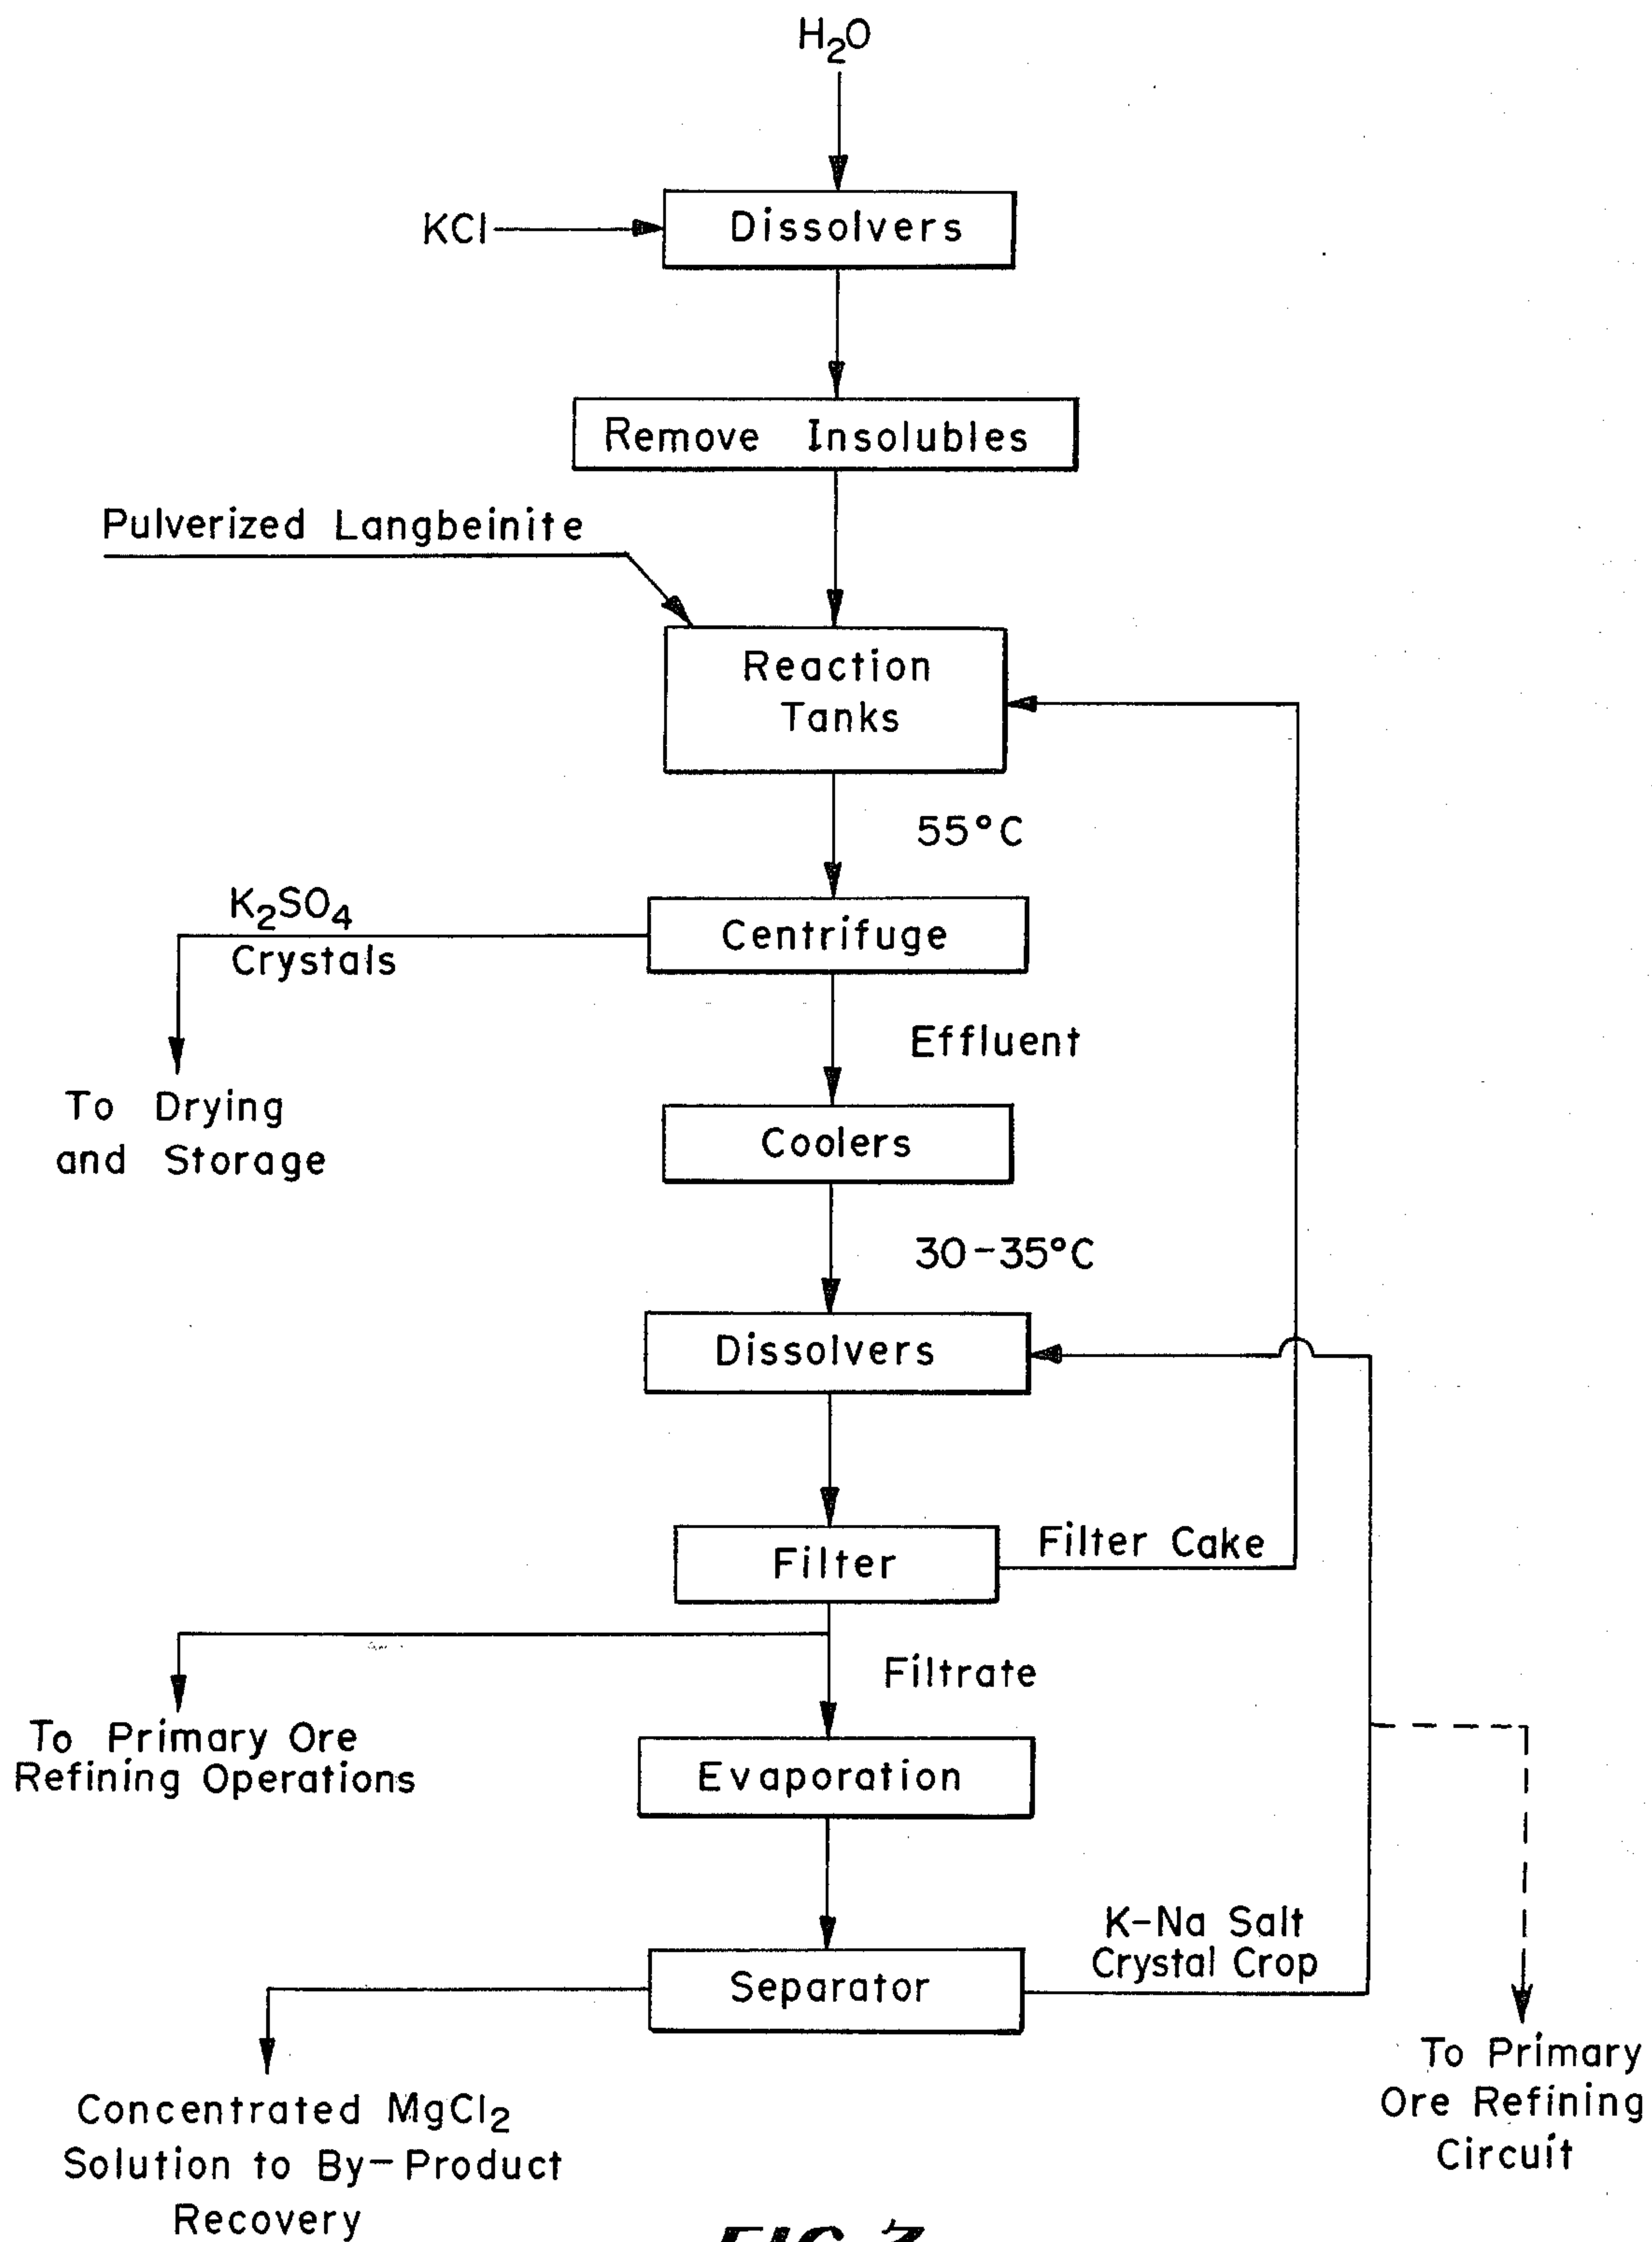 H₂O
KCl
Dissolvers
Remove Insolubles
Pulverized Langbeinite
Reaction
Tanks
55°C
K₂SO₄
Crystals
Centrifuge
Effluent
To Drying
and Storage
Coolers
30-35°C
Dissolvers
Filter
Filter Cake
Filtrate
To Primary Ore
Refining Operations
Evaporation
K-Na Salt
Crystal Crop
Separator
To Primary
Ore Refining
Circuit
Concentrated MgCl₂
Solution to By-Product
Recovery